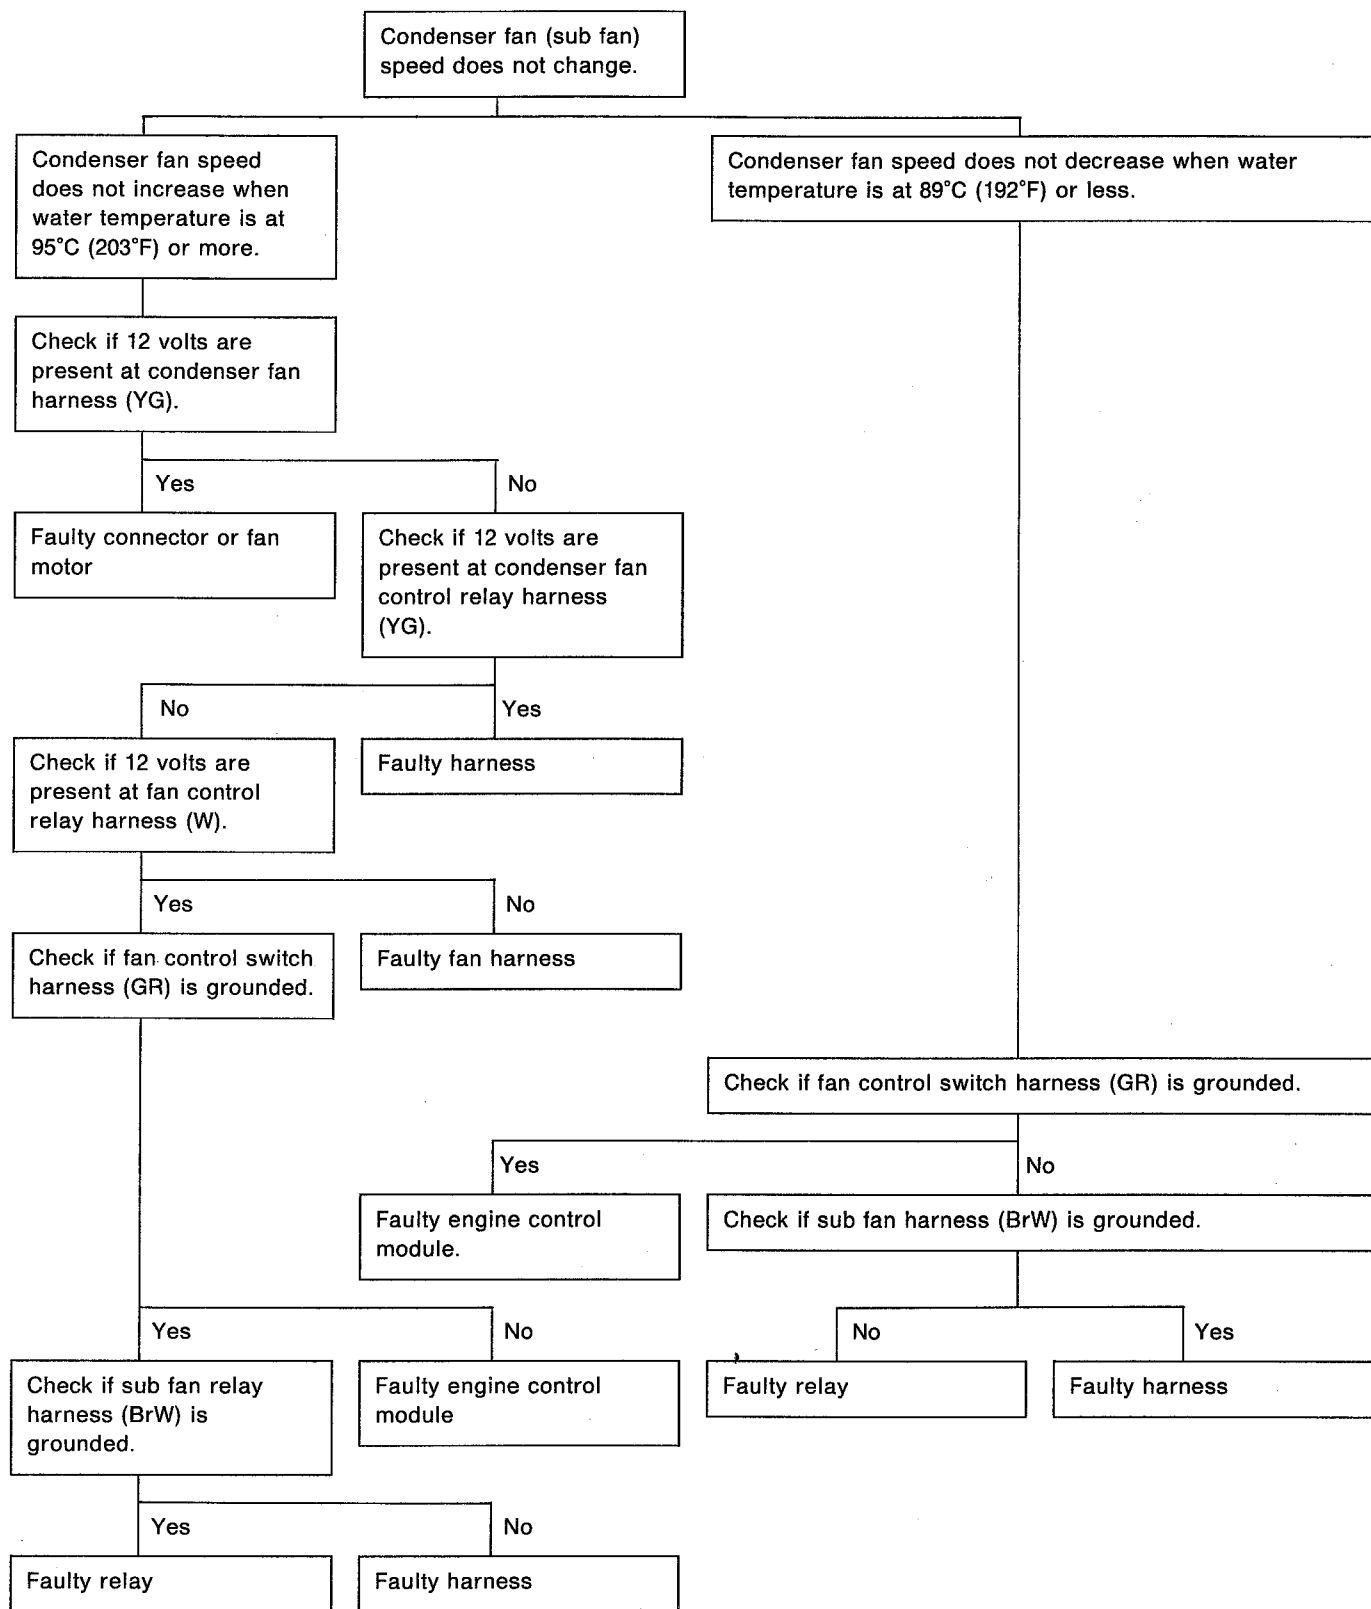 Condenser fan (sub fan)
speed does not change.
Condenser fan speed
does not increase when
water temperature is at
95°C (203°F) or more.
Condenser fan speed does not decrease when water
temperature is at 89°C (192°F) or less.
Check if 12 volts are
present at condenser fan
harness (YG).
Yes
No
Faulty connector or fan
motor
Check if 12 volts are
present at condenser fan
control relay harness
(YG).
No
Yes
Check if 12 volts are
present at fan control
relay harness (W).
Faulty harness
Yes
No
Check if fan control switch
harness (GR) is grounded.
Faulty fan harness
Check if fan control switch harness (GR) is grounded.
Yes
No
Faulty engine control
module.
Check if sub fan harness (BrW) is grounded.
Yes
No
No
Yes
Check if sub fan relay
harness (BrW) is
grounded.
Faulty engine control
module
Faulty relay
Faulty harness
Yes
No
Faulty relay
Faulty harness